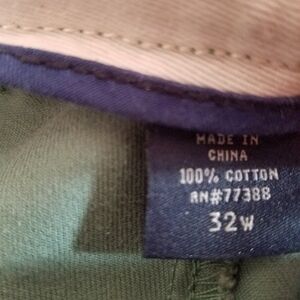 MADE IN
CHINA
100% COTTON
RN#77388
32W